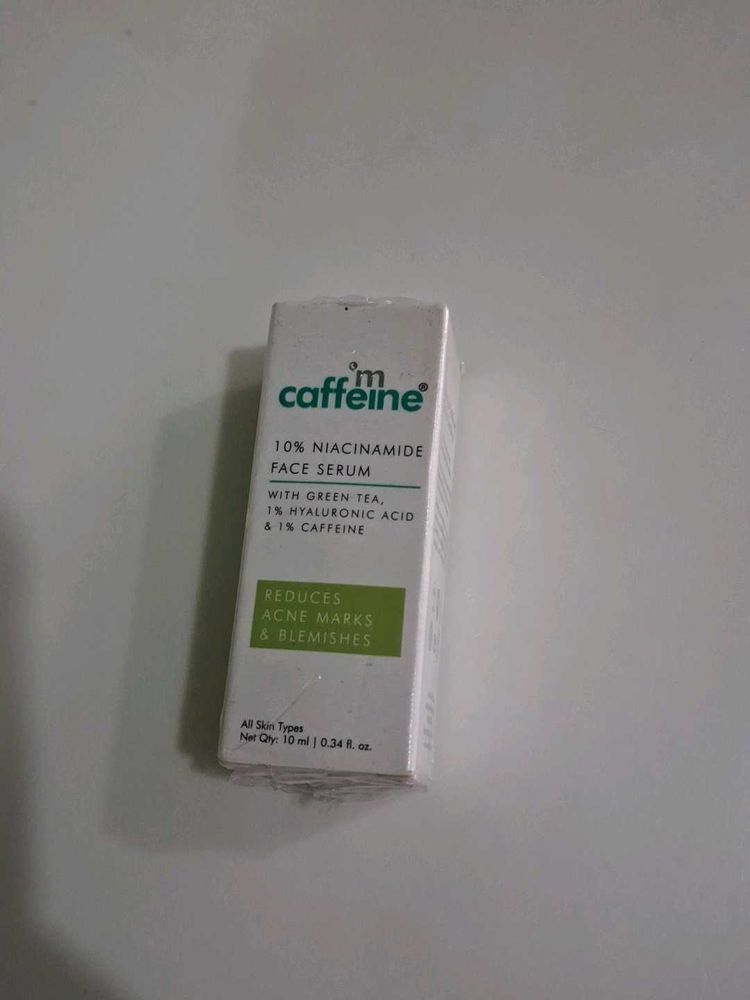 'm
caffeine®
10% NIACINAMIDE
FACE SERUM
WITH GREEN TEA,
1% HYALURONIC ACID
& 1% CAFFEINE
REDUCES
ACNE MARKS
& BLEMISHES
All Skin Types
Net Qty: 10 ml | 0.34 fl. oz.